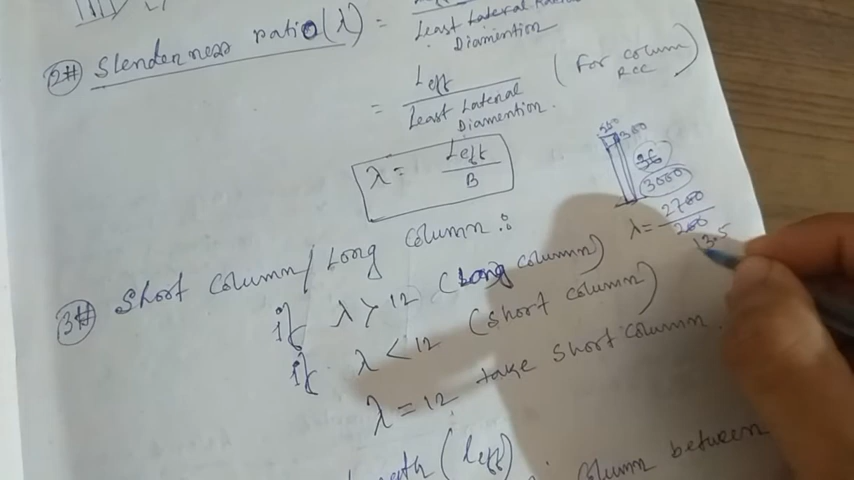 2# Slenderness ratio (λ) =
Least Lateral
Diamention
= Leff (For column
RCC)
Least Lateral
Diamention.
λ = Leff
B
300
3000
λ = 2700
200
13.5
3# Short column / Long column :
if λ > 12 (Long column)
if λ < 12 (Short column)
λ = 12 take short column.
(leff)
column between